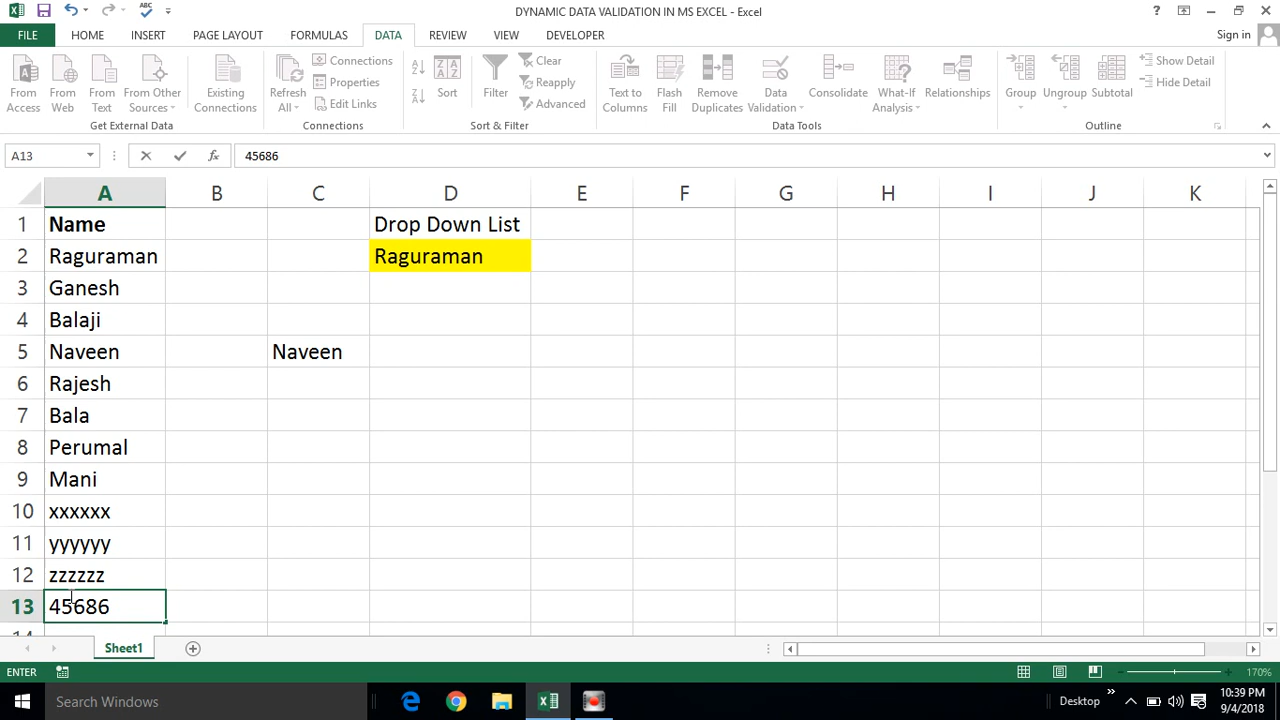 DYNAMIC DATA VALIDATION IN MS EXCEL - Excel
FILE HOME INSERT PAGE LAYOUT FORMULAS DATA REVIEW VIEW DEVELOPER Sign in
From Access
From Web
From Text
From Other Sources
Existing Connections
Get External Data
Refresh All
Connections
Properties
Edit Links
Connections
Sort
Filter
Clear
Reapply
Advanced
Sort & Filter
Text to Columns
Flash Fill
Remove Duplicates
Data Validation
Consolidate
What-If Analysis
Relationships
Data Tools
Group
Ungroup
Subtotal
Show Detail
Hide Detail
Outline
A13 fx 45686
A B C D E F G H I J K
1 Name Drop Down List
2 Raguraman Raguraman
3 Ganesh
4 Balaji
5 Naveen Naveen
6 Rajesh
7 Bala
8 Perumal
9 Mani
10 xxxxxx
11 yyyyyy
12 zzzzzz
13 45686
14
Sheet1
ENTER 170%
Search Windows Desktop 10:39 PM
9/4/2018